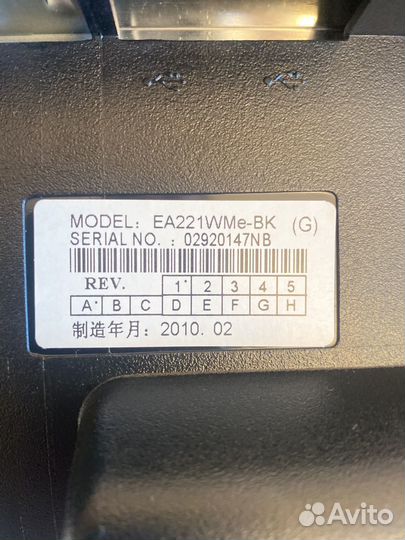 MODEL: EA221WMe-BK (G)
SERIAL NO. : 02920147NB
REV. 1* 2 3 4 5
A* B C D E F G H
制造年月: 2010. 02
Avito